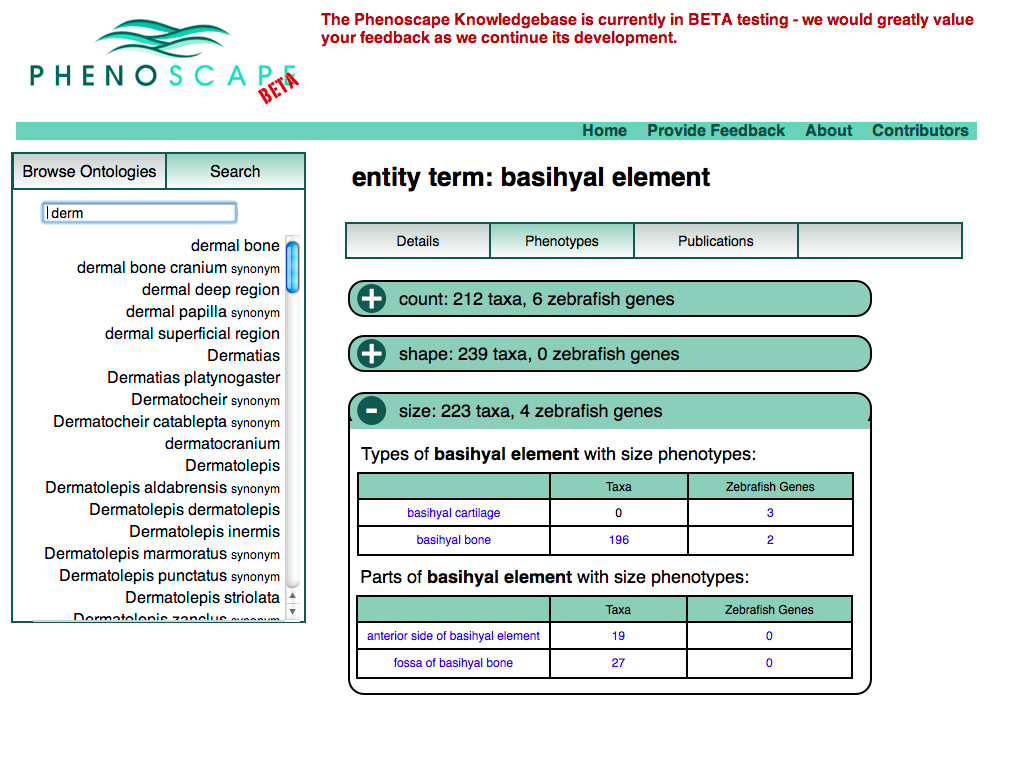 The Phenoscape Knowledgebase is currently in BETA testing - we would greatly value
your feedback as we continue its development.
PHENOSCAPE
BETA
Home Provide Feedback About Contributors
Browse Ontologies Search
derm
dermal bone
dermal bone cranium synonym
dermal deep region
dermal papilla synonym
dermal superficial region
Dermatias
Dermatias platynogaster
Dermatocheir synonym
Dermatocheir catablepta synonym
dermatocranium
Dermatolepis
Dermatolepis aldabrensis synonym
Dermatolepis dermatolepis
Dermatolepis inermis
Dermatolepis marmoratus synonym
Dermatolepis punctatus synonym
Dermatolepis striolata
Dermatolepis zanclus synonym
entity term: basihyal element
Details Phenotypes Publications
count: 212 taxa, 6 zebrafish genes
shape: 239 taxa, 0 zebrafish genes
size: 223 taxa, 4 zebrafish genes
Types of basihyal element with size phenotypes:
Taxa Zebrafish Genes
basihyal cartilage 0 3
basihyal bone 196 2
Parts of basihyal element with size phenotypes:
Taxa Zebrafish Genes
anterior side of basihyal element 19 0
fossa of basihyal bone 27 0